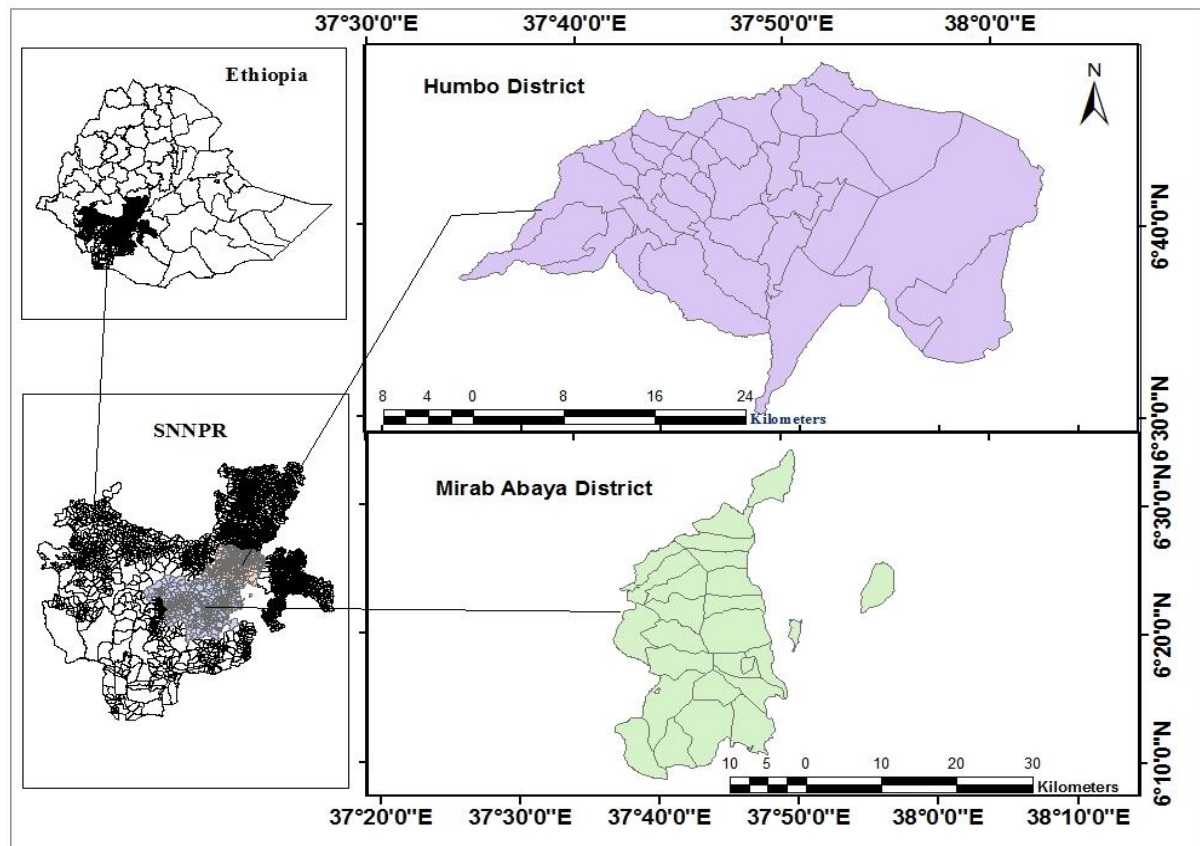 37°30'0"E 37°40'0"E 37°50'0"E 38°0'0"E
Ethiopia
Humbo District
N
6°40'0"N
6°30'0"N
8 4 0 8 16 24
Kilometers
SNNPR
Mirab Abaya District
6°30'0"N
6°20'0"N
6°10'0"N
10 5 0 10 20 30
Kilometers
37°20'0"E 37°30'0"E 37°40'0"E 37°50'0"E 38°0'0"E 38°10'0"E